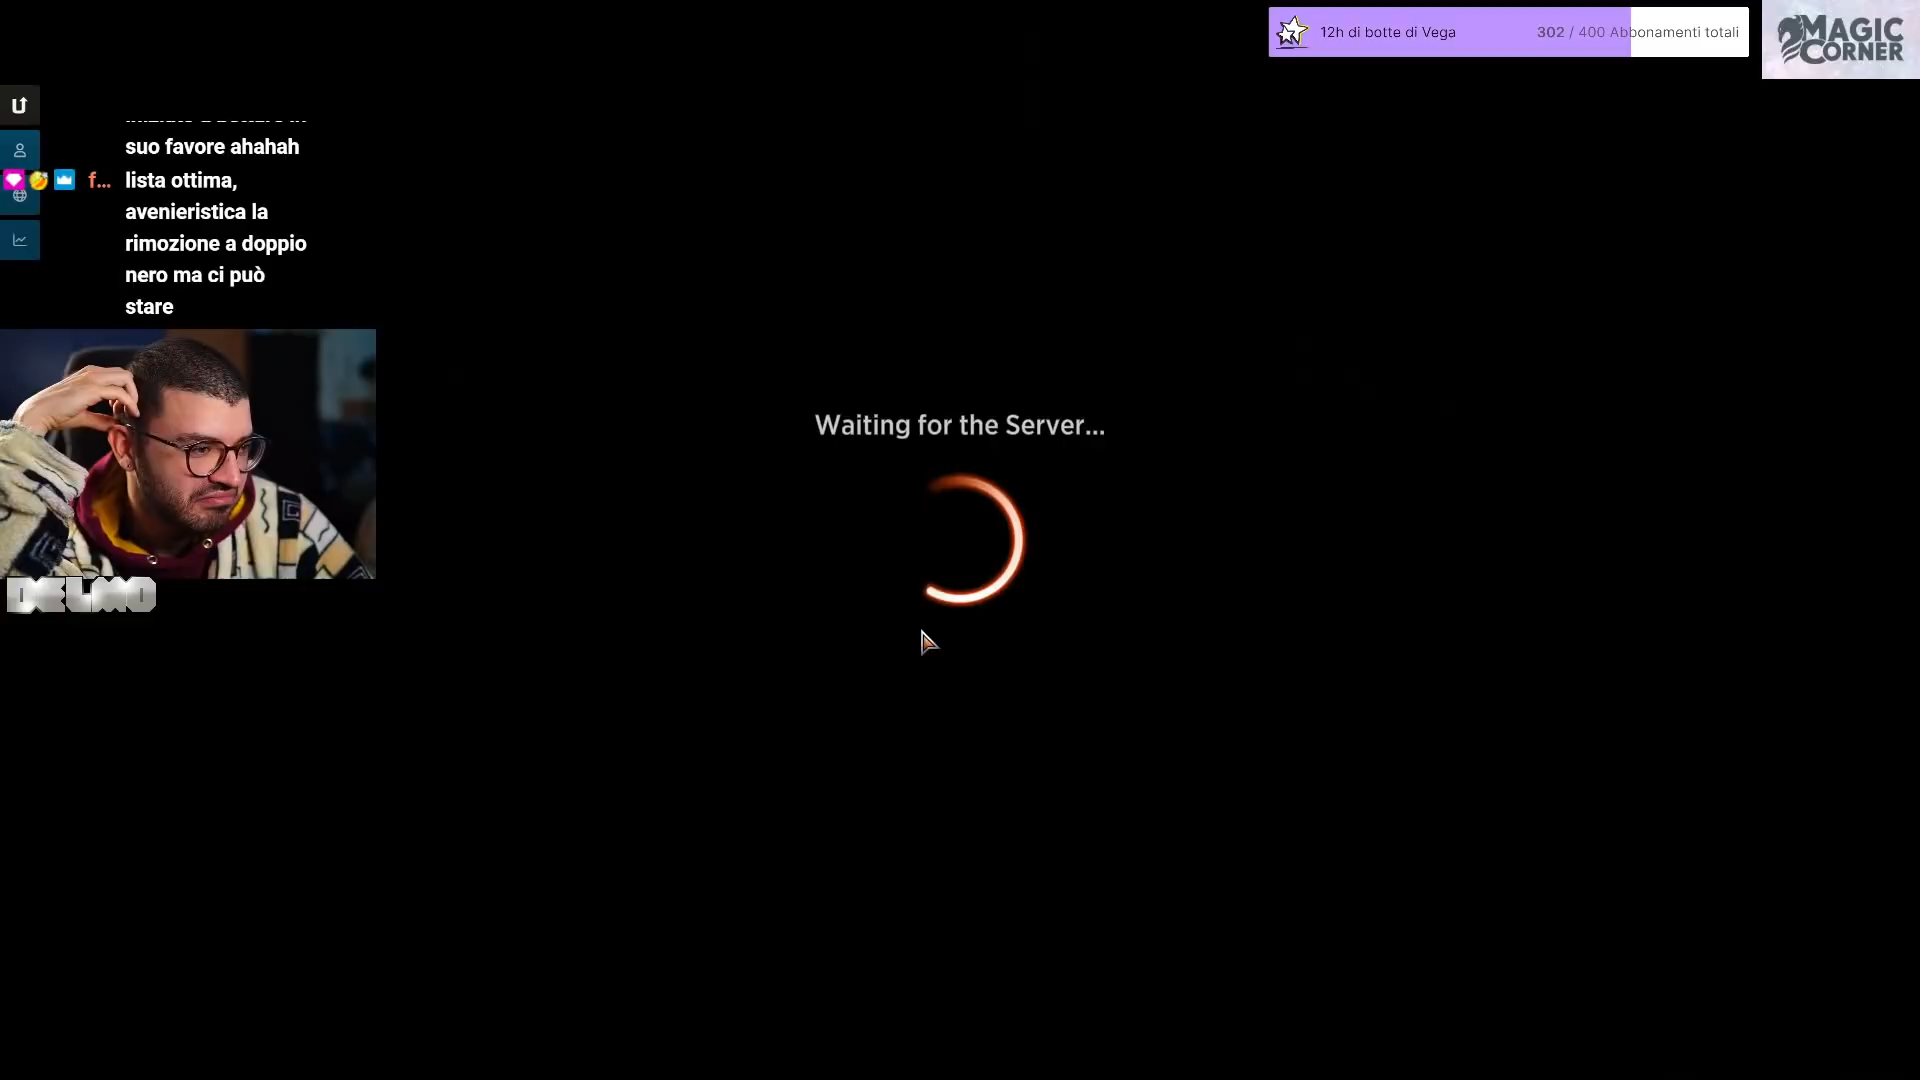 12h di botte di Vega
302 / 400 Abbonamenti totali
MAGIC
CORNER
suo favore ahahah
f... lista ottima,
avenieristica la
rimozione a doppio
nero ma ci può
stare
Waiting for the Server...
DELMO